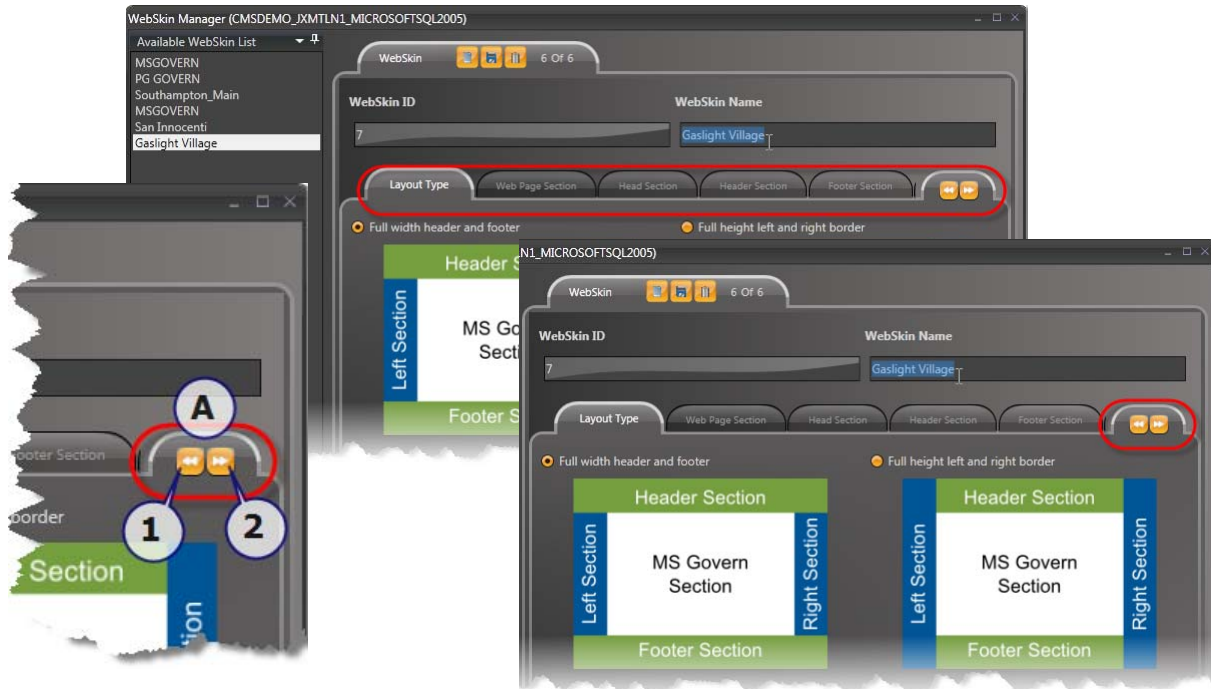 WebSkin Manager (CMSDEMO_JXMTLN1_MICROSOFTSQL2005)
Available WebSkin List
MSGOVERN
PG GOVERN
Southampton_Main
MSGOVERN
San Innocenti
Gaslight Village
WebSkin 6 Of 6
WebSkin ID WebSkin Name
7 Gaslight Village
Layout Type Web Page Section Head Section Header Section Footer Section
Full width header and footer Full height left and right border
Header S
Left Section
MS Go
Secti
Footer S
ooter Section
A
1
2
border
Section
ion
N1_MICROSOFTSQL2005)
WebSkin 6 Of 6
WebSkin ID WebSkin Name
7 Gaslight Village
Layout Type Web Page Section Head Section Header Section Footer Section
Full width header and footer Full height left and right border
Header Section
Left Section
MS Govern
Section
Right Section
Footer Section
Header Section
Left Section
MS Govern
Section
Right Section
Footer Section